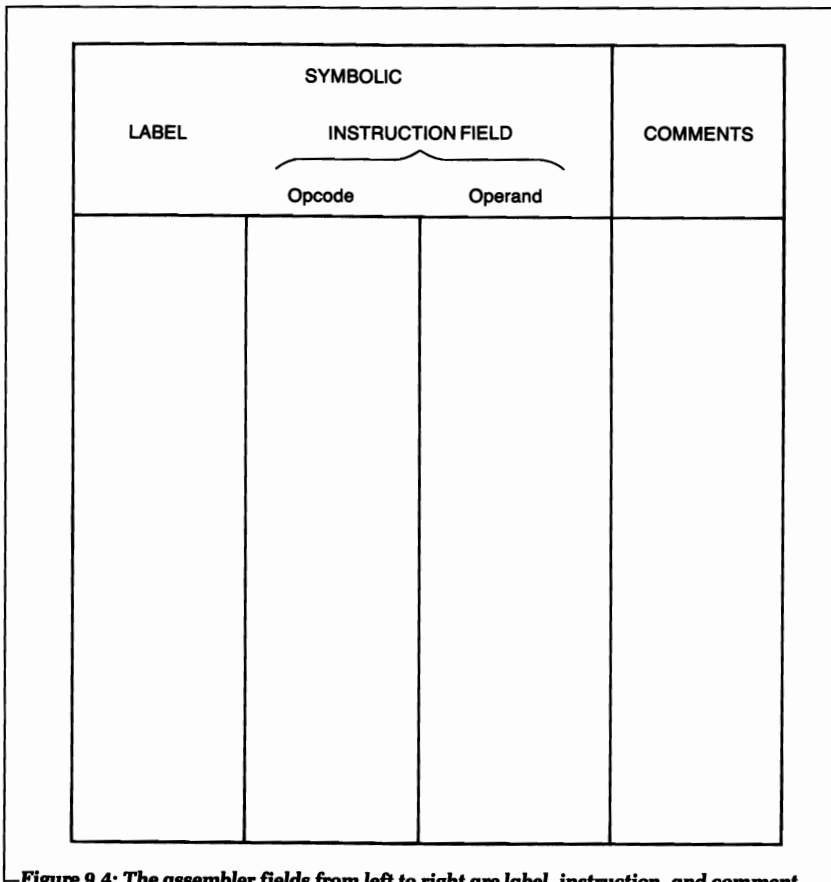 SYMBOLIC
LABEL INSTRUCTION FIELD COMMENTS
Opcode Operand
Figure 9.4: The assembler fields from left to right are label, instruction, and comment